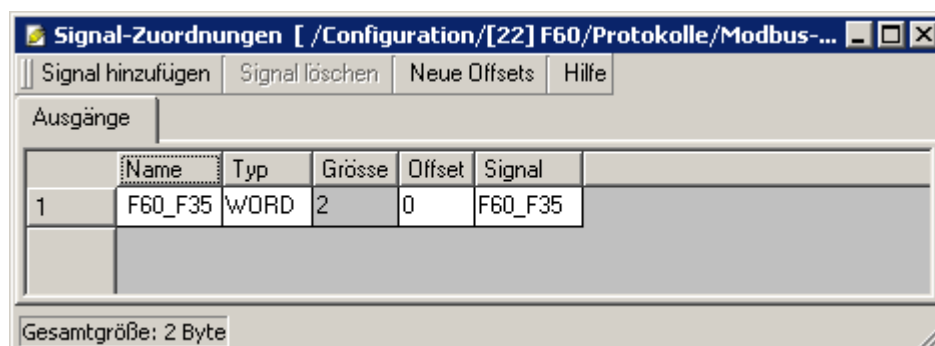 Signal-Zuordnungen [ /Configuration/[22] F60/Protokolle/Modbus-...
Signal hinzufügen Signal löschen Neue Offsets Hilfe
Ausgänge
Name Typ Grösse Offset Signal
1 F60_F35 WORD 2 0 F60_F35
Gesamtgröße: 2 Byte